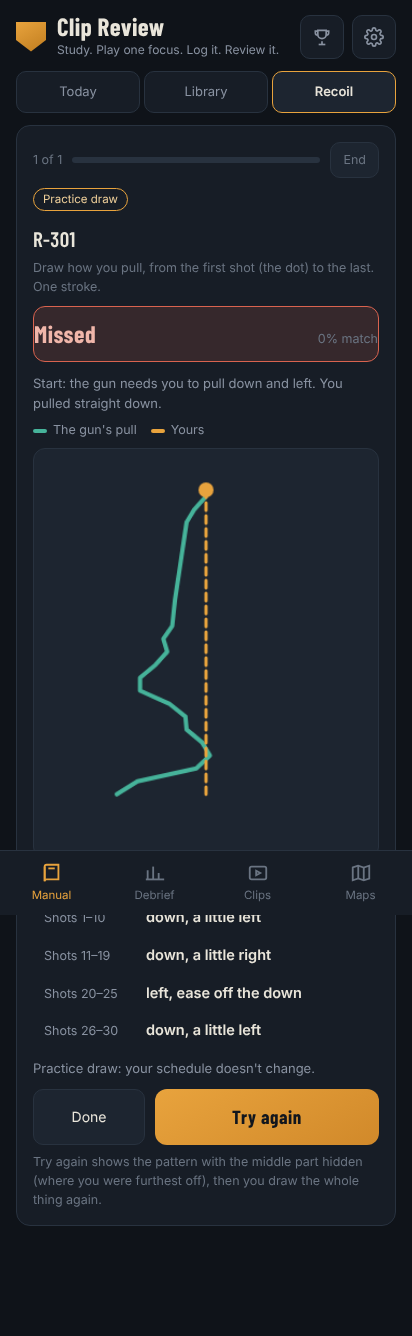 Clip Review
Study. Play one focus. Log it. Review it.
Today
Library
Recoil
1 of 1
End
Practice draw
R-301
Draw how you pull, from the first shot (the dot) to the last.
One stroke.
Missed
0% match
Start: the gun needs you to pull down and left. You
pulled straight down.
The gun's pull
Yours
Manual
Debrief
Clips
Maps
Shots 1–10
down, a little left
Shots 11–19
down, a little right
Shots 20–25
left, ease off the down
Shots 26–30
down, a little left
Practice draw: your schedule doesn't change.
Done
Try again
Try again shows the pattern with the middle part hidden
(where you were furthest off), then you draw the whole
thing again.